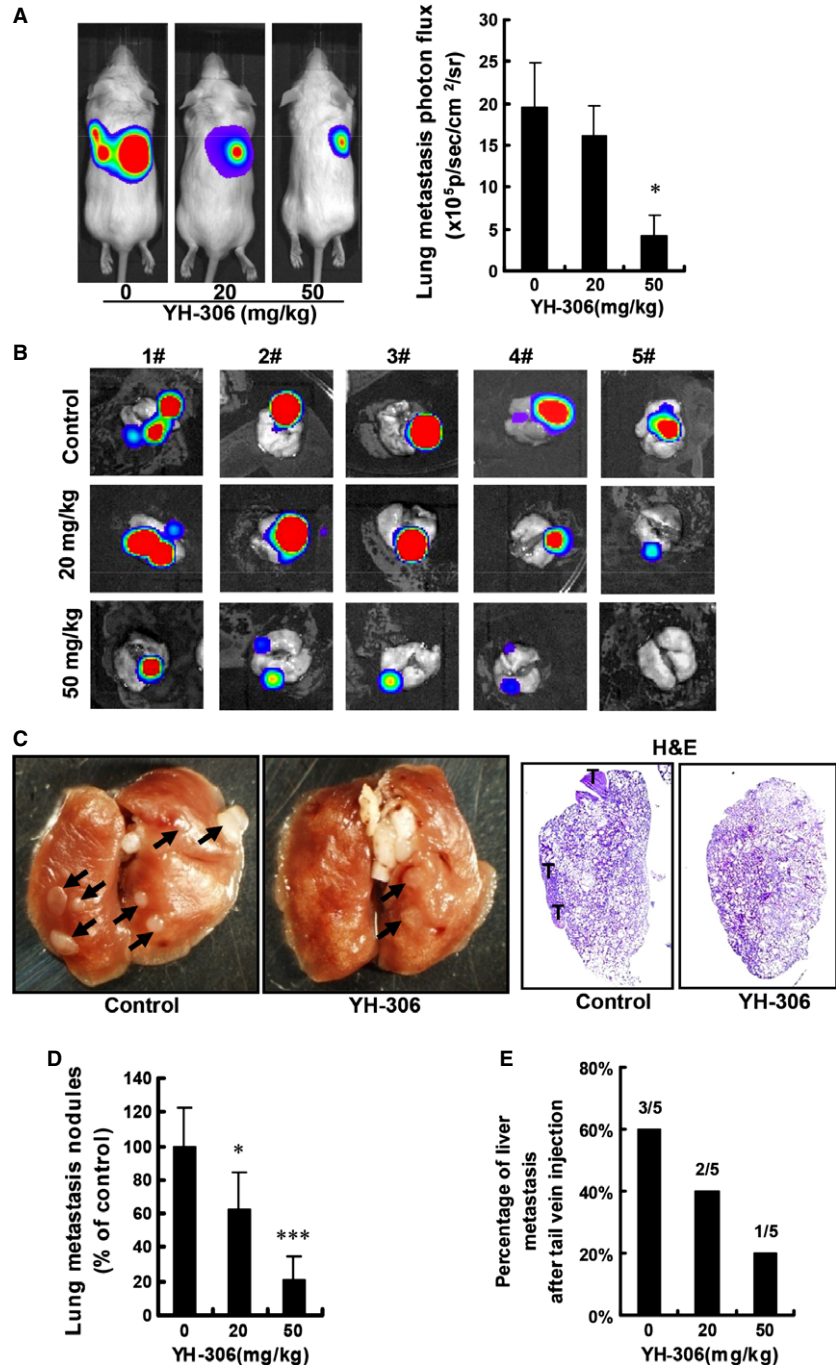 A
0 20 50
YH-306 (mg/kg)
Lung metastasis photon flux
(x10⁵p/sec/cm ²/sr)
30
25
20
15
10
5
0
*
0 20 50
YH-306(mg/kg)
B
1# 2# 3# 4# 5#
Control
20 mg/kg
50 mg/kg
C
H&E
T
T
T
Control YH-306 Control YH-306
D
Lung metastasis nodules
(% of control)
140
120
100
80
60
40
20
0
*
***
0 20 50
YH-306(mg/kg)
E
Percentage of liver
metastasis
after tail vein injection
80%
60%
40%
20%
0%
3/5
2/5
1/5
0 20 50
YH-306(mg/kg)